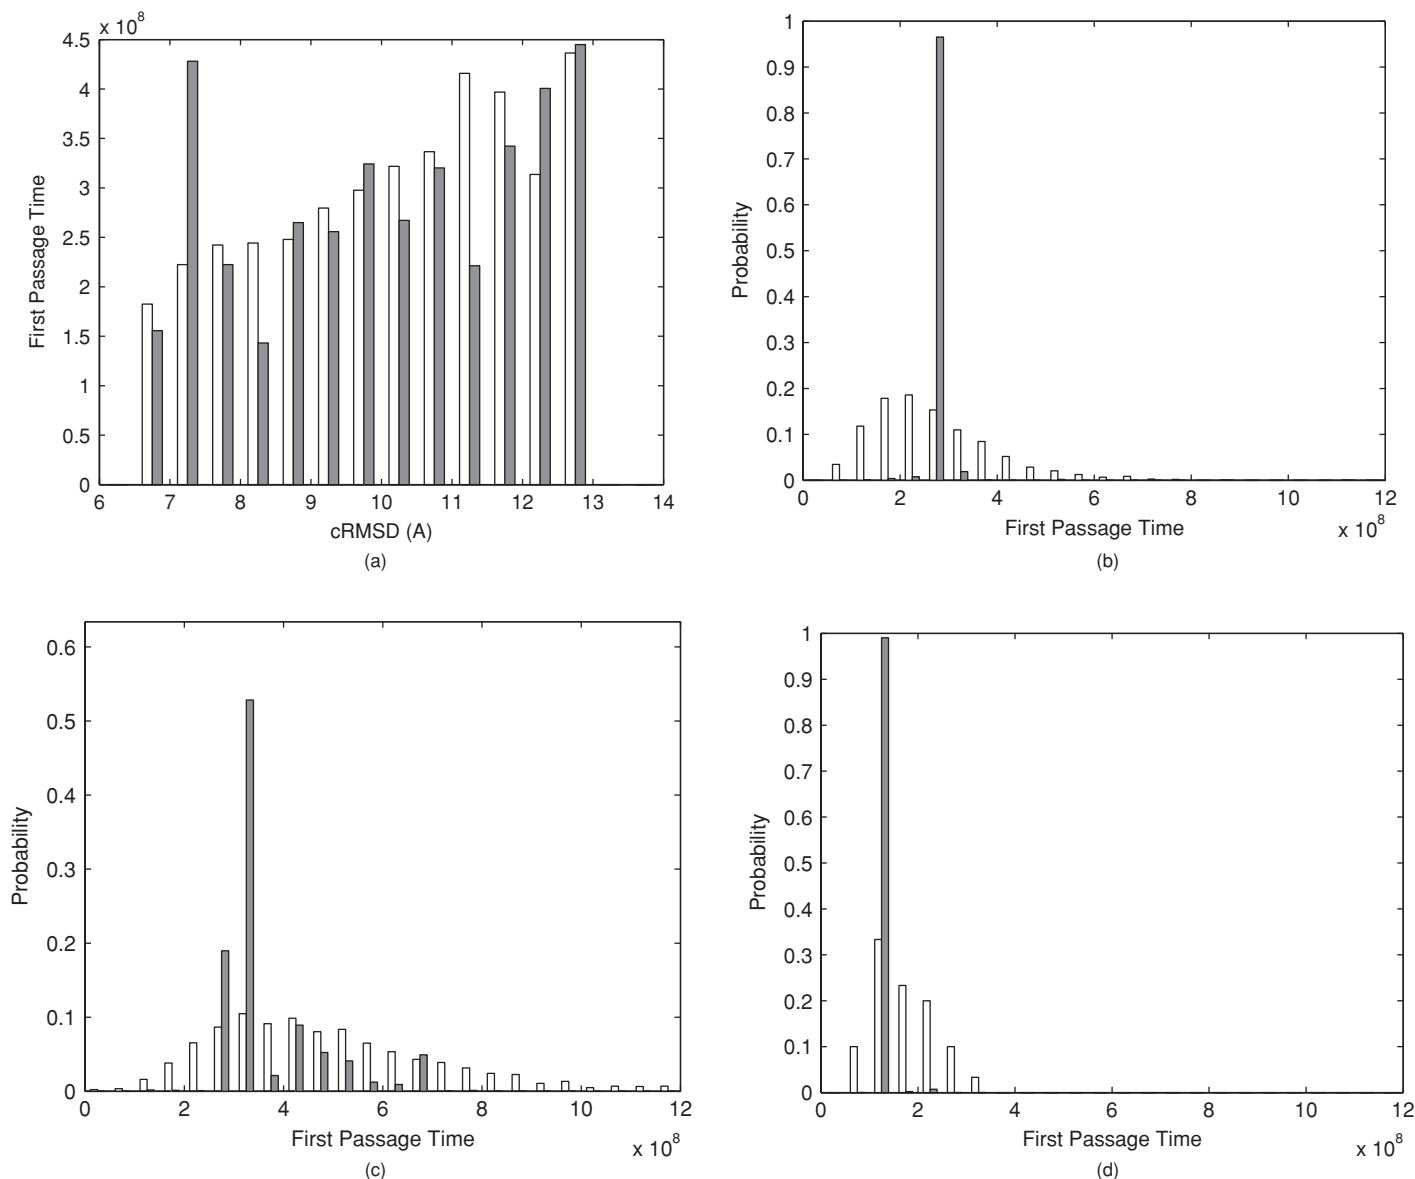 x 10^8
4.5
4
3.5
3
2.5
2
1.5
1
0.5
0
First Passage Time
6 7 8 9 10 11 12 13 14
cRMSD (A)
(a)
1
0.9
0.8
0.7
0.6
0.5
0.4
0.3
0.2
0.1
0
Probability
0 2 4 6 8 10 12
First Passage Time
x 10^8
(b)
0.6
0.5
0.4
0.3
0.2
0.1
0
Probability
0 2 4 6 8 10 12
First Passage Time
x 10^8
(c)
1
0.9
0.8
0.7
0.6
0.5
0.4
0.3
0.2
0.1
0
Probability
0 2 4 6 8 10 12
First Passage Time
x 10^8
(d)